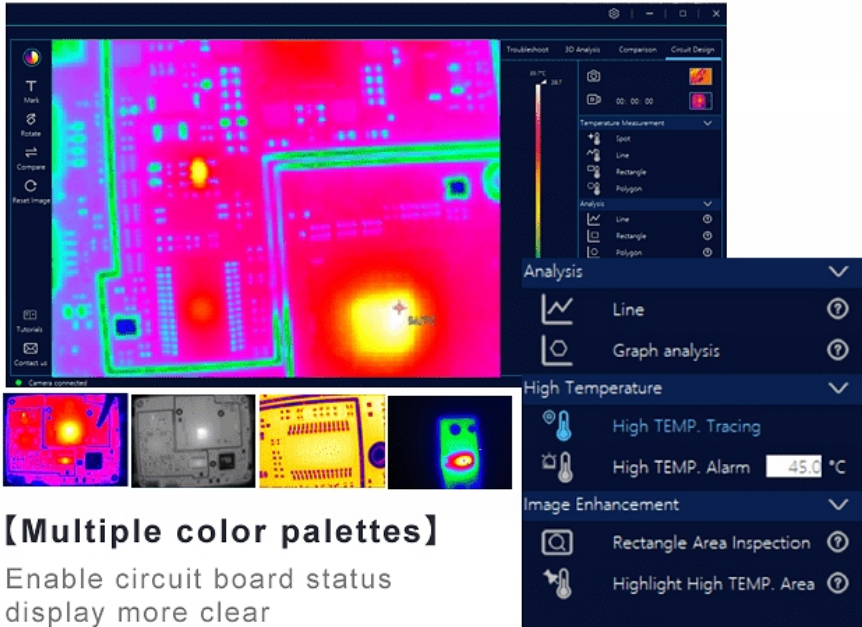 Troubleshoot
3D Analysis
Comparison
Circuit Design
Mark
Rotate
Compare
Reset Image
00: 00: 00
Temperature Measurement
Spot
Line
Rectangle
Polygon
Analysis
Line
Rectangle
Polygon
Tutorials
Contact us
Camera connected
Analysis
Line
Graph analysis
High Temperature
High TEMP. Tracing
High TEMP. Alarm 45.0 °C
Image Enhancement
Rectangle Area Inspection
Highlight High TEMP. Area
【Multiple color palettes】
Enable circuit board status
display more clear